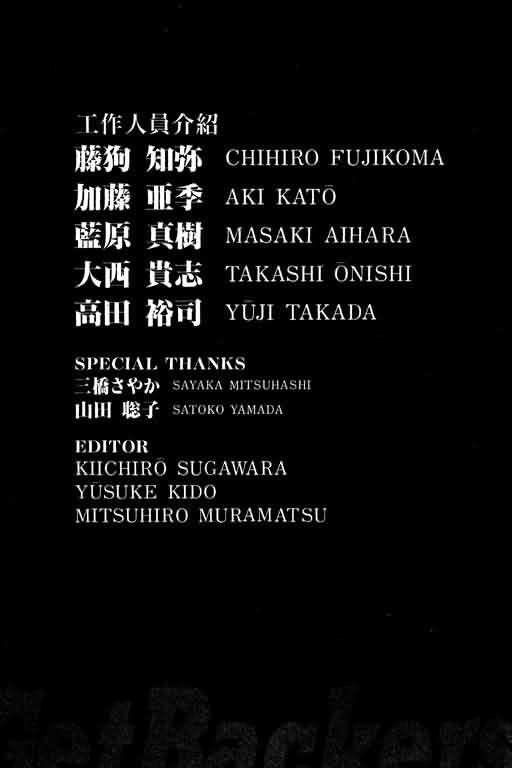 工作人員介紹
藤狗 知弥 CHIHIRO FUJIKOMA
加藤 亜季 AKI KATŌ
藍原 真樹 MASAKI AIHARA
大西 貴志 TAKASHI ŌNISHI
高田 裕司 YŪJI TAKADA
SPECIAL THANKS
三橋さやか SAYAKA MITSUHASHI
山田 聡子 SATOKO YAMADA
EDITOR
KIICHIRŌ SUGAWARA
YŪSUKE KIDO
MITSUHIRO MURAMATSU
GetBackers